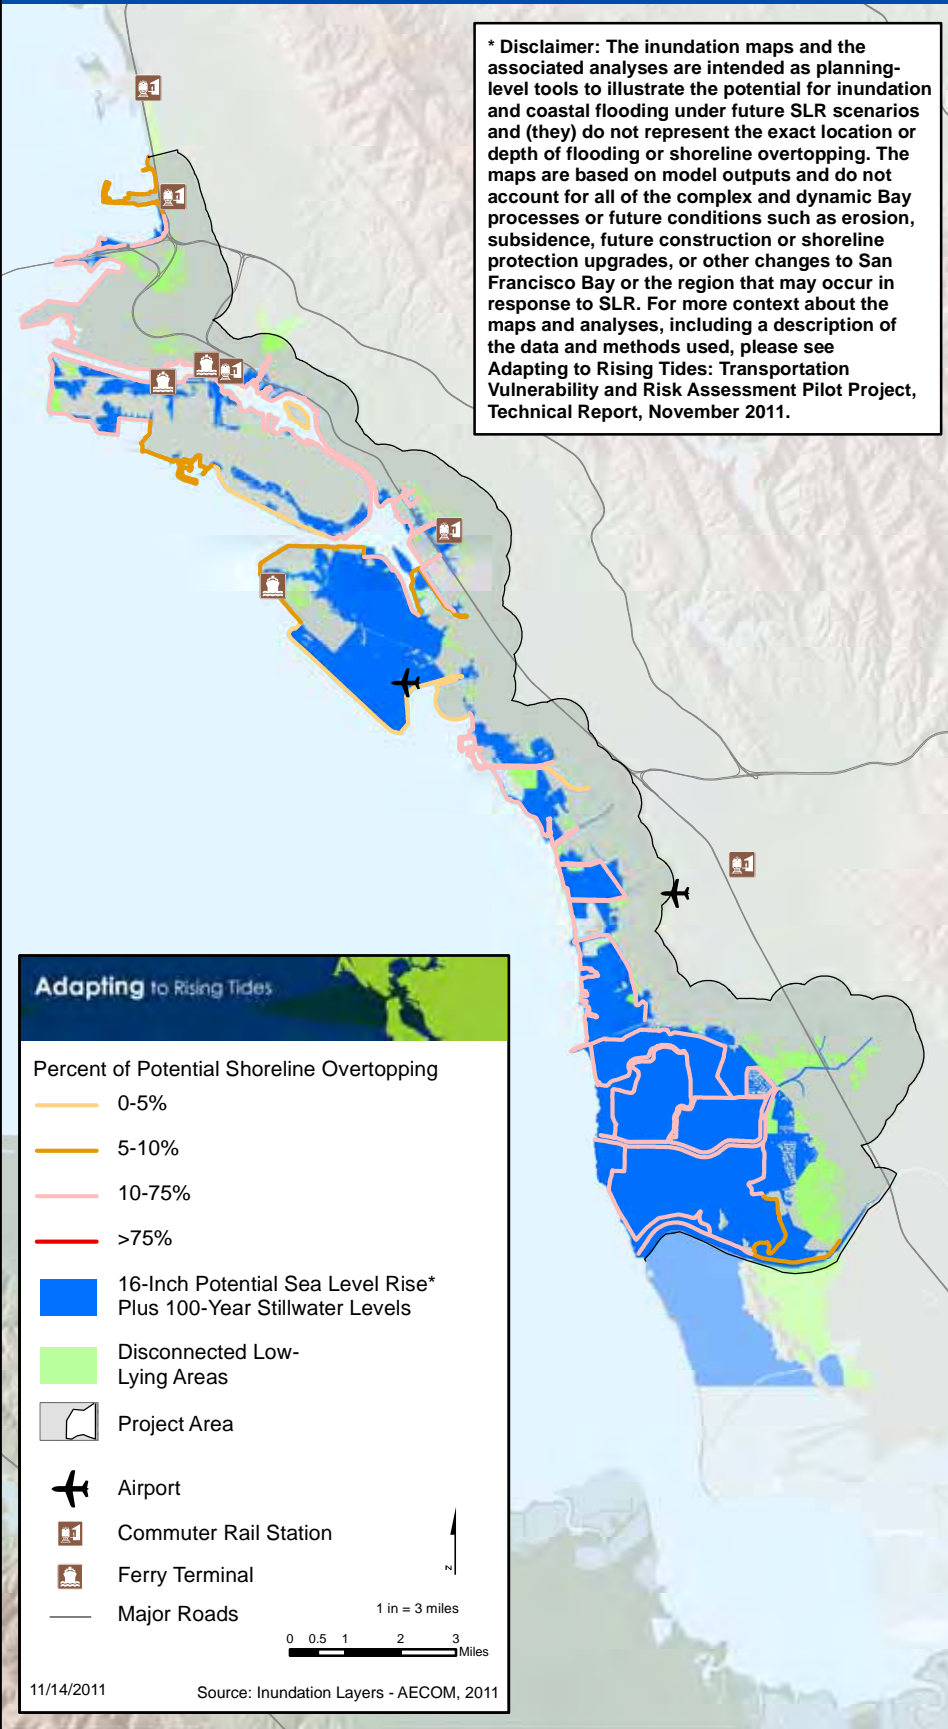 * Disclaimer: The inundation maps and the
associated analyses are intended as planning-
level tools to illustrate the potential for inundation
and coastal flooding under future SLR scenarios
and (they) do not represent the exact location or
depth of flooding or shoreline overtopping. The
maps are based on model outputs and do not
account for all of the complex and dynamic Bay
processes or future conditions such as erosion,
subsidence, future construction or shoreline
protection upgrades, or other changes to San
Francisco Bay or the region that may occur in
response to SLR. For more context about the
maps and analyses, including a description of
the data and methods used, please see
Adapting to Rising Tides: Transportation
Vulnerability and Risk Assessment Pilot Project,
Technical Report, November 2011.
Adapting to Rising Tides
Percent of Potential Shoreline Overtopping
0-5%
5-10%
10-75%
>75%
16-Inch Potential Sea Level Rise*
Plus 100-Year Stillwater Levels
Disconnected Low-
Lying Areas
Project Area
Airport
Commuter Rail Station
Ferry Terminal
Major Roads
N
1 in = 3 miles
0 0.5 1 2 3
Miles
11/14/2011
Source: Inundation Layers - AECOM, 2011